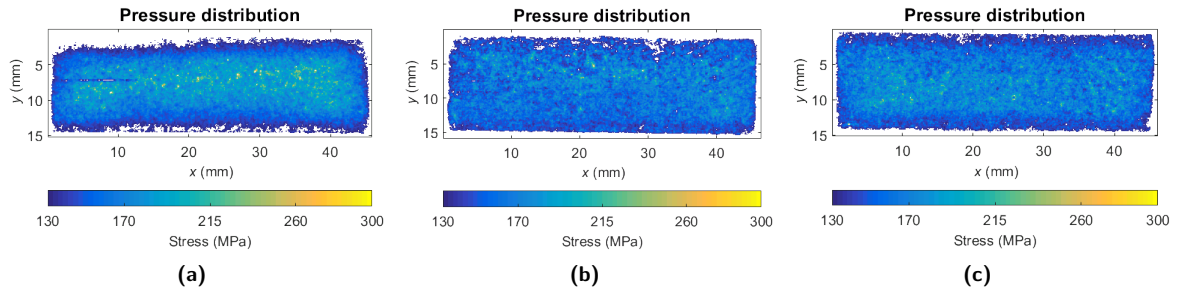 Pressure distribution
y (mm)
5
10
15
10 20 30 40
x (mm)
130 170 215 260 300
Stress (MPa)
(a)
Pressure distribution
y (mm)
5
10
15
10 20 30 40
x (mm)
130 170 215 260 300
Stress (MPa)
(b)
Pressure distribution
y (mm)
5
10
15
10 20 30 40
x (mm)
130 170 215 260 300
Stress (MPa)
(c)